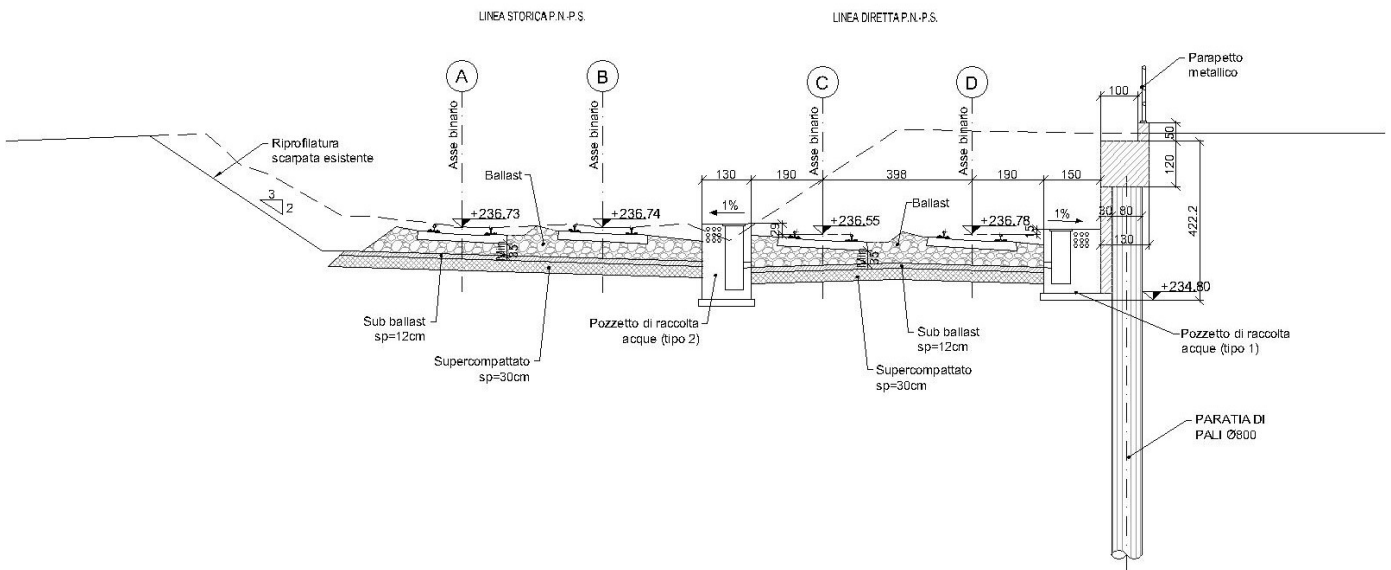 LINEA STORICA P.N.-P.S.
LINEA DIRETTA P.N.-P.S.
A
B
C
D
Asse binario
Asse binario
Asse binario
Asse binario
Parapetto
metallico
100
50
120
422.2
Riprofilatura
scarpata esistente
3
2
Ballast
Ballast
130
190
398
190
150
+236.73
+236.74
+236.55
+236.78
1%
1%
29
15
30
80
130
Min.
35
Min.
35
+234.80
Sub ballast
sp=12cm
Supercompattato
sp=30cm
Pozzetto di raccolta
acque (tipo 2)
Sub ballast
sp=12cm
Supercompattato
sp=30cm
Pozzetto di raccolta
acque (tipo 1)
PARATIA DI
PALI Ø800